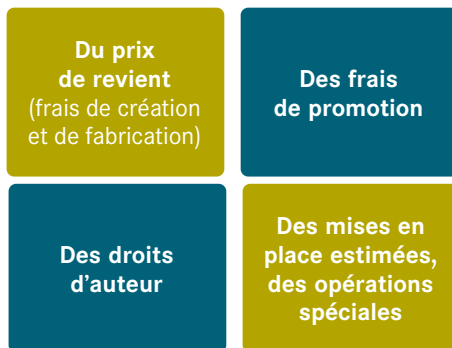 Du prix
de revient
(frais de création
et de fabrication)
Des frais
de promotion
Des droits
d'auteur
Des mises en
place estimées,
des opérations
spéciales